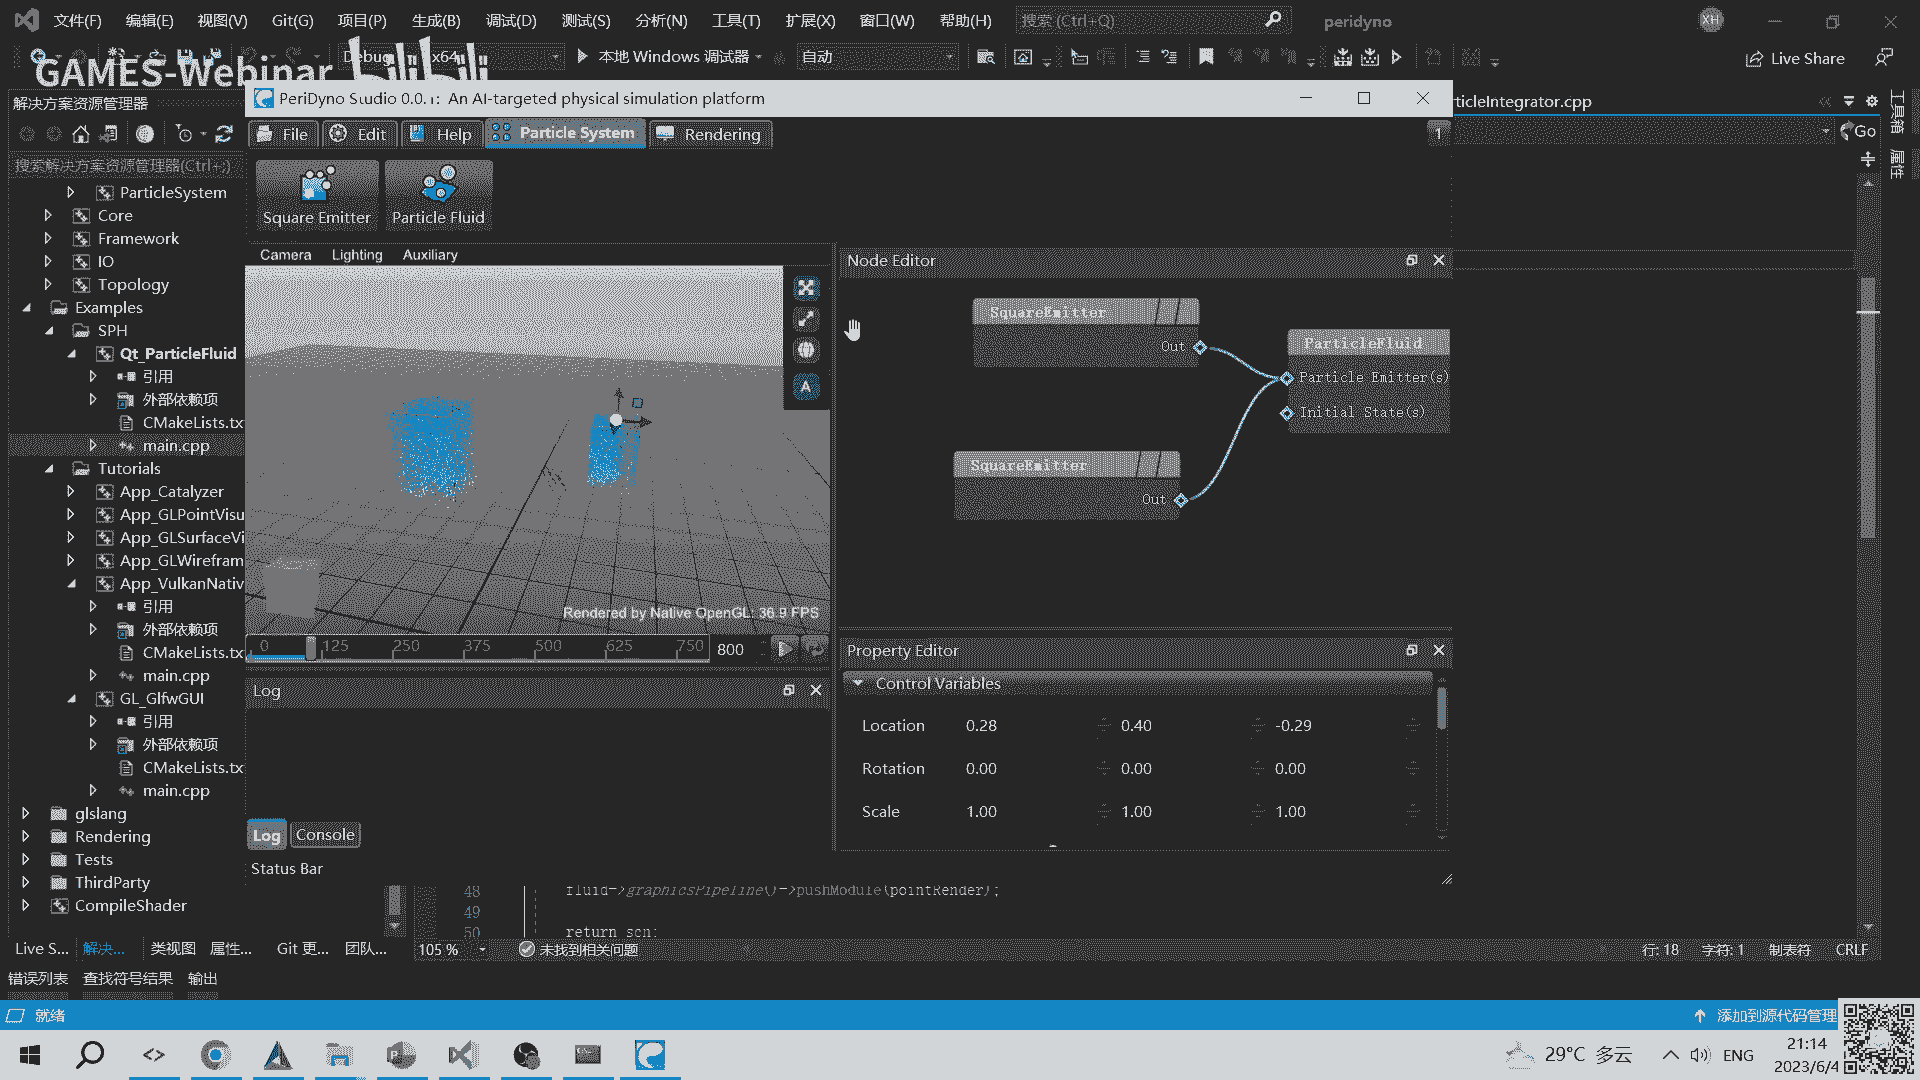 文件(F) 编辑(E) 视图(V) Git(G) 项目(P) 生成(B) 调试(D) 测试(S) 分析(N) 工具(T) 扩展(X) 窗口(W) 帮助(H) 搜索 (Ctrl+Q) peridyno XH
Debug x64 本地 Windows 调试器 自动 Live Share
GAMES-Webinar bilibili
解决方案资源管理器
PeriDyno Studio 0.0.1: An AI-targeted physical simulation platform
ticleIntegrator.cpp
工具箱
属性
File Edit Help Particle System Rendering 1
Go
搜索解决方案资源管理器(Ctrl+;)
Square Emitter Particle Fluid
ParticleSystem
Core
Framework
IO
Topology
Examples
SPH
Qt_ParticleFluid
引用
外部依赖项
CMakeLists.tx
main.cpp
Tutorials
App_Catalyzer
App_GLPointVisu
App_GLSurfaceVi
App_GLWirefram
App_VulkanNativ
引用
外部依赖项
CMakeLists.tx
main.cpp
GL_GlfwGUI
引用
外部依赖项
CMakeLists.tx
main.cpp
glslang
Rendering
Tests
ThirdParty
CompileShader
Camera Lighting Auxiliary
A
Rendered by Native OpenGL: 36.9 FPS
0 125 250 375 500 625 750 800
Log
Log Console
Status Bar
Node Editor
SquareEmitter
Out
ParticleFluid
Particle Emitter(s)
Initial State(s)
SquareEmitter
Out
Property Editor
Control Variables
Location 0.28 0.40 -0.29
Rotation 0.00 0.00 0.00
Scale 1.00 1.00 1.00
48 fluid->graphicsPipeline()->pushModule(pointRender);
49
50 return scn;
Live S... 解决... 类视图 属性... Git 更... 团队... 105 % 未找到相关问题 行: 18 字符: 1 制表符 CRLF
错误列表 查找符号结果 输出
就绪 添加到源代码管理
29°C 多云 ENG 21:14
2023/6/4